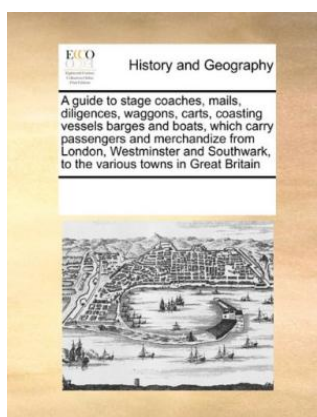 ECCO
History and Geography
A guide to stage coaches, mails,
diligences, waggons, carts, coasting
vessels barges and boats, which carry
passengers and merchandize from
London, Westminster and Southwark,
to the various towns in Great Britain